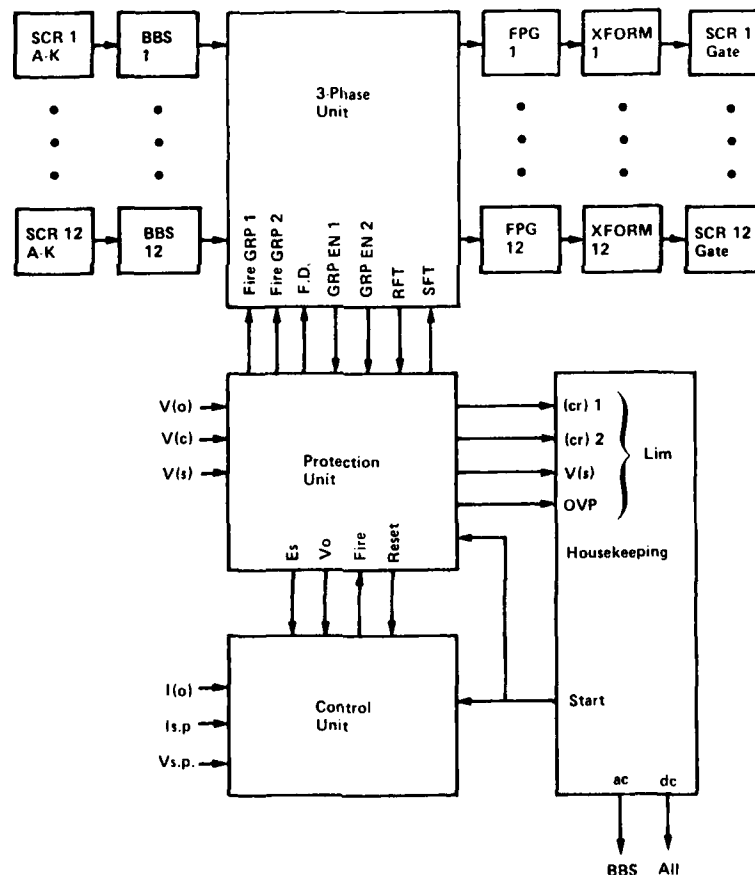 SCR 1
A-K
BBS
1
3-Phase
Unit
FPG
1
XFORM
1
SCR 1
Gate
SCR 12
A-K
BBS
12
FPG
12
XFORM
12
SCR 12
Gate
Fire GRP 1
Fire GRP 2
F.D.
GRP EN 1
GRP EN 2
RFT
SFT
V(o)
V(c)
V(s)
Protection
Unit
(cr) 1
(cr) 2
V(s)
OVP
Lim
Housekeeping
Es
Vo
Fire
Reset
I(o)
Is.p
Vs.p.
Control
Unit
Start
ac
dc
BBS
All